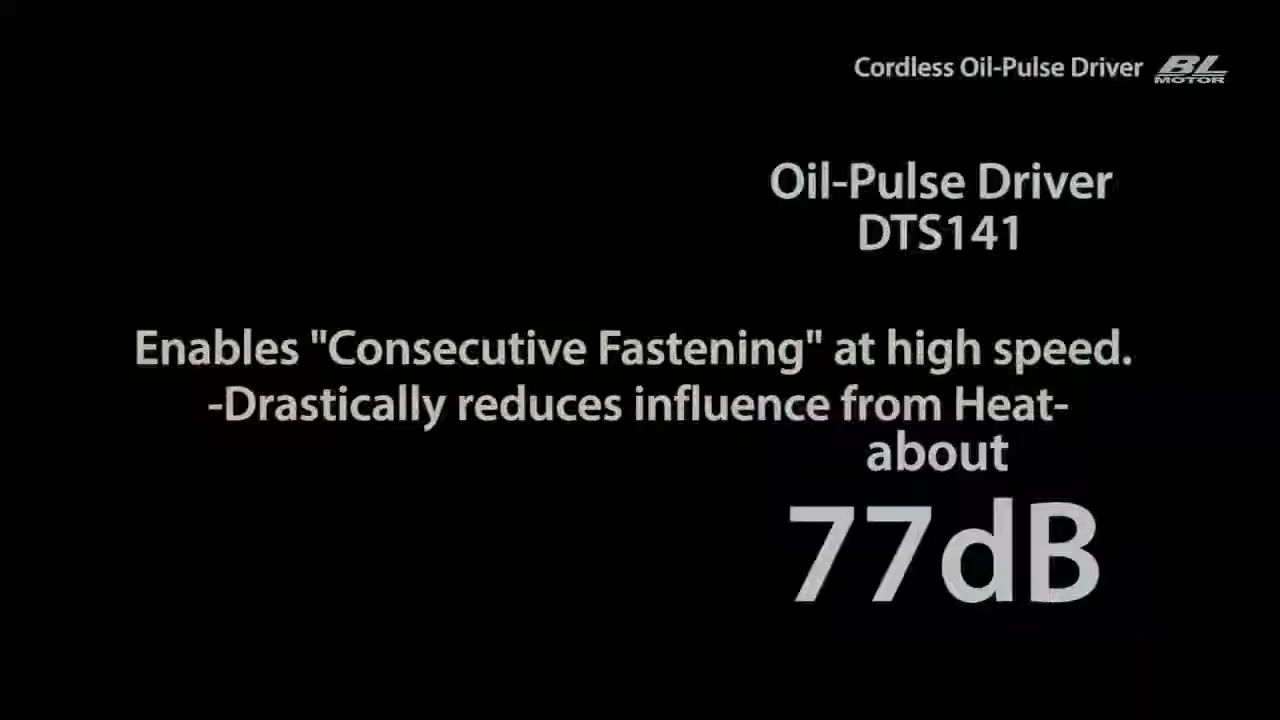 Cordless Oil-Pulse Driver BL MOTOR
Oil-Pulse Driver
DTS141
Enables "Consecutive Fastening" at high speed.
-Drastically reduces influence from Heat-
about
77dB